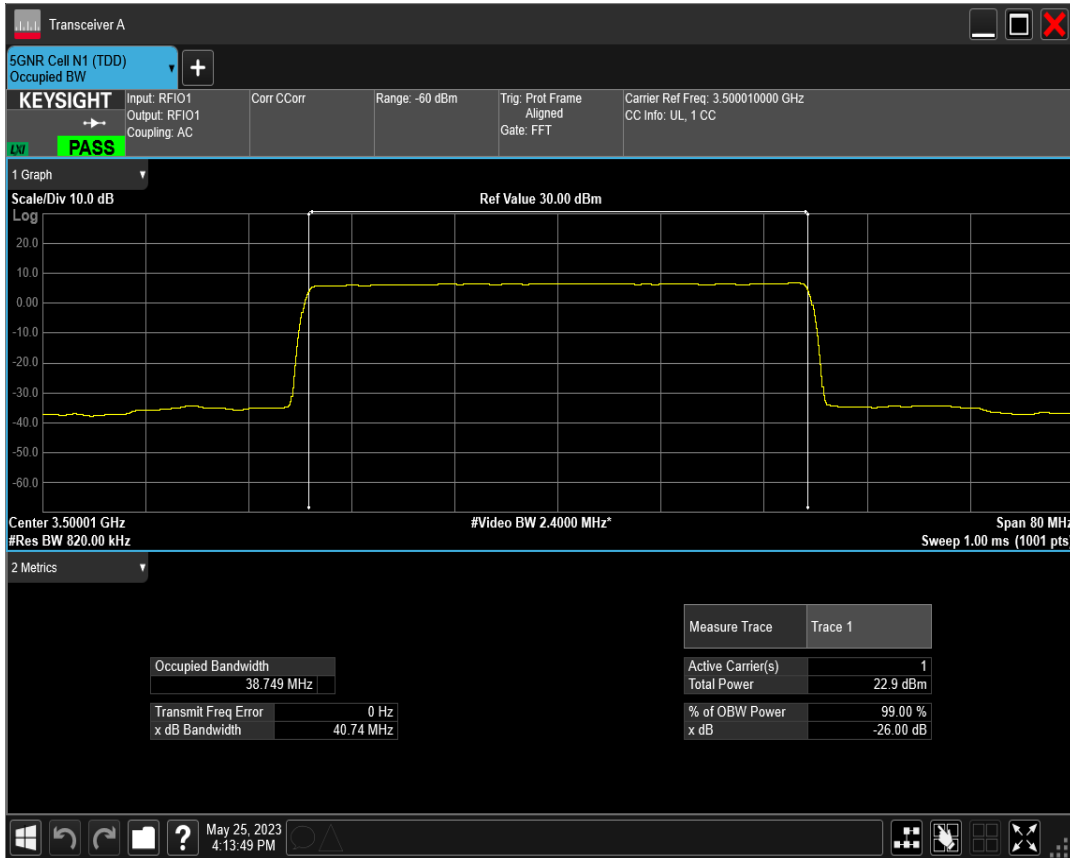 Transceiver A
5GNR Cell N1 (TDD)
Occupied BW
+
KEYSIGHT
LXI
PASS
Input: RFIO1
Output: RFIO1
Coupling: AC
Corr CCorr
Range: -60 dBm
Trig: Prot Frame
Aligned
Gate: FFT
Carrier Ref Freq: 3.500010000 GHz
CC Info: UL, 1 CC
1 Graph
Scale/Div 10.0 dB
Ref Value 30.00 dBm
Log
20.0
10.0
0.00
-10.0
-20.0
-30.0
-40.0
-50.0
-60.0
Center 3.50001 GHz
#Video BW 2.4000 MHz*
Span 80 MHz
#Res BW 820.00 kHz
Sweep 1.00 ms (1001 pts)
2 Metrics
Measure Trace Trace 1
Occupied Bandwidth
38.749 MHz
Transmit Freq Error 0 Hz
x dB Bandwidth 40.74 MHz
Active Carrier(s) 1
Total Power 22.9 dBm
% of OBW Power 99.00 %
x dB -26.00 dB
?
May 25, 2023
4:13:49 PM